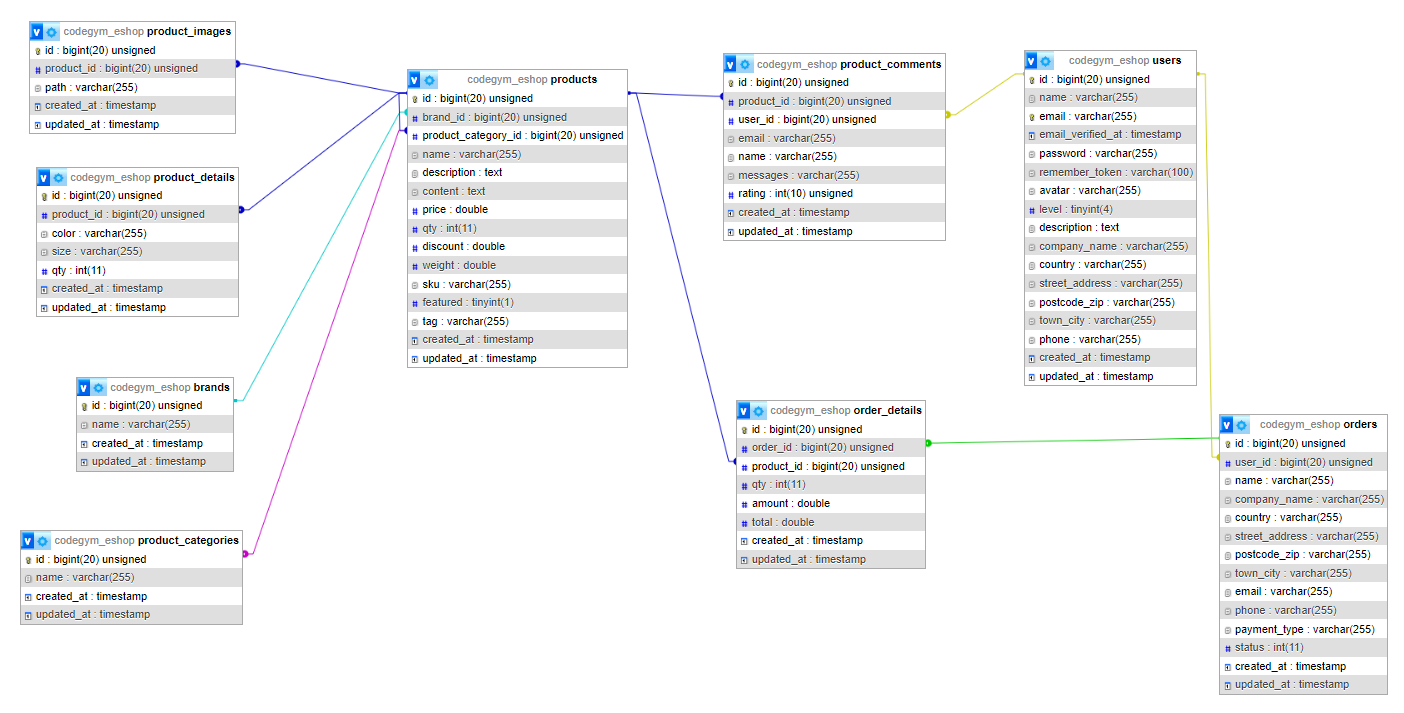 codegym_eshop product_images
id : bigint(20) unsigned
product_id : bigint(20) unsigned
path : varchar(255)
created_at : timestamp
updated_at : timestamp
codegym_eshop product_details
id : bigint(20) unsigned
product_id : bigint(20) unsigned
color : varchar(255)
size : varchar(255)
qty : int(11)
created_at : timestamp
updated_at : timestamp
codegym_eshop brands
id : bigint(20) unsigned
name : varchar(255)
created_at : timestamp
updated_at : timestamp
codegym_eshop product_categories
id : bigint(20) unsigned
name : varchar(255)
created_at : timestamp
updated_at : timestamp
codegym_eshop products
id : bigint(20) unsigned
brand_id : bigint(20) unsigned
product_category_id : bigint(20) unsigned
name : varchar(255)
description : text
content : text
price : double
qty : int(11)
discount : double
weight : double
sku : varchar(255)
featured : tinyint(1)
tag : varchar(255)
created_at : timestamp
updated_at : timestamp
codegym_eshop product_comments
id : bigint(20) unsigned
product_id : bigint(20) unsigned
user_id : bigint(20) unsigned
email : varchar(255)
name : varchar(255)
messages : varchar(255)
rating : int(10) unsigned
created_at : timestamp
updated_at : timestamp
codegym_eshop order_details
id : bigint(20) unsigned
order_id : bigint(20) unsigned
product_id : bigint(20) unsigned
qty : int(11)
amount : double
total : double
created_at : timestamp
updated_at : timestamp
codegym_eshop users
id : bigint(20) unsigned
name : varchar(255)
email : varchar(255)
email_verified_at : timestamp
password : varchar(255)
remember_token : varchar(100)
avatar : varchar(255)
level : tinyint(4)
description : text
company_name : varchar(255)
country : varchar(255)
street_address : varchar(255)
postcode_zip : varchar(255)
town_city : varchar(255)
phone : varchar(255)
created_at : timestamp
updated_at : timestamp
codegym_eshop orders
id : bigint(20) unsigned
user_id : bigint(20) unsigned
name : varchar(255)
company_name : varchar(255)
country : varchar(255)
street_address : varchar(255)
postcode_zip : varchar(255)
town_city : varchar(255)
email : varchar(255)
phone : varchar(255)
payment_type : varchar(255)
status : int(11)
created_at : timestamp
updated_at : timestamp